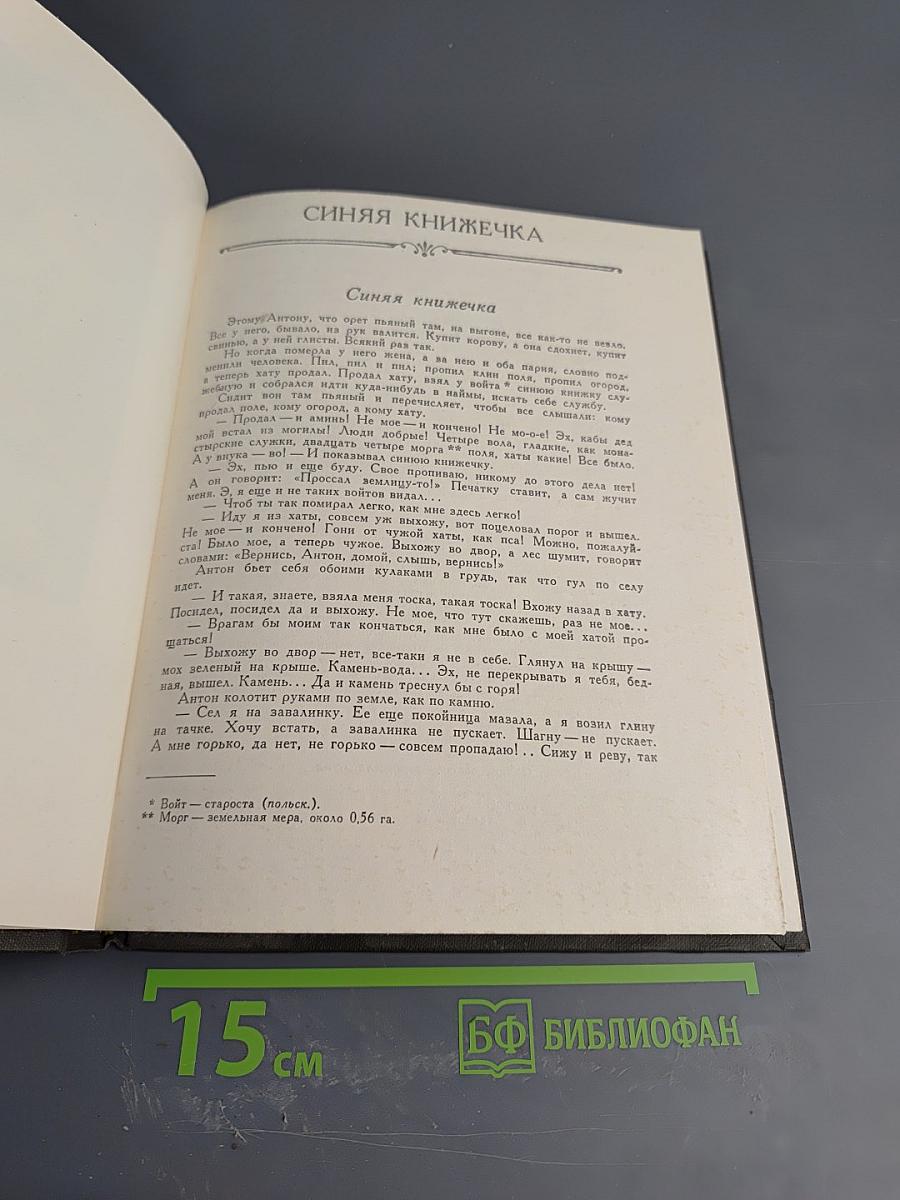 СИНЯЯ КНИЖЕЧКА
Синяя книжечка
Этому Антону, что орет пьяный там, на выгоне, все как-то не везло.
Все у него, бывало, из рук валится. Купит корову, а она сдохнет, купит
свинью, а у ней глисты. Всякий раз так.
Но когда померла у него жена, а за нею и оба парня, словно под-
менили человека. Пил, пил и пил; пропил клин поля, пропил огород,
а теперь хату продал. Продал хату, взял у войта * синюю книжку слу-
жебную и собрался идти куда-нибудь в наймы, искать себе службу.
Сидит вон там пьяный и перечисляет, чтобы все слышали: кому
продал поле, кому огород, а кому хату.
— Продал — и аминь! Не мое — и кончено! Не мо-о-е! Эх, кабы дед
мой встал из могилы! Люди добрые! Четыре вола, гладкие, как мона-
стырские служки, двадцать четыре морга ** поля, хаты какие! Все было.
А у внука — во! — И показывал синюю книжечку.
— Эх, пью и еще буду. Свое пропиваю, никому до этого дела нет!
А он говорит: «Проссал землицу-то!» Печатку ставит, а сам жучит
меня. Э, я еще и не таких войтов видал...
— Чтоб ты так помирал легко, как мне здесь легко!
— Иду я из хаты, совсем уж выхожу, вот поцеловал порог и вышел.
Не мое — и кончено! Гони от чужой хаты, как пса! Можно, пожалуй-
ста! Было мое, а теперь чужое. Выхожу во двор, а лес шумит, говорит
словами: «Вернись, Антон, домой, слышь, вернись!»
Антон бьет себя обоими кулаками в грудь, так что гул по селу
идет.
— И такая, знаете, взяла меня тоска, такая тоска! Вхожу назад в хату.
Посидел, посидел да и выхожу. Не мое, что тут скажешь, раз не мое...
— Врагам бы моим так кончаться, как мне было с моей хатой про-
щаться!
— Выхожу во двор — нет, все-таки я не в себе. Глянул на крышу —
мох зеленый на крыше. Камень-вода... Эх, не перекрывать я тебя, бед-
ная, вышел. Камень... Да и камень треснул бы с горя!
Антон колотит руками по земле, как по камню.
— Сел я на завалинку. Ее еще покойница мазала, а я возил глину
на тачке. Хочу встать, а завалинка не пускает. Шагну — не пускает.
А мне горько, да нет, не горько — совсем пропадаю!.. Сижу и реву, так
* Войт — староста (польск.).
** Морг — земельная мера, около 0,56 га.
15 см
БФ БИБЛИОФАН